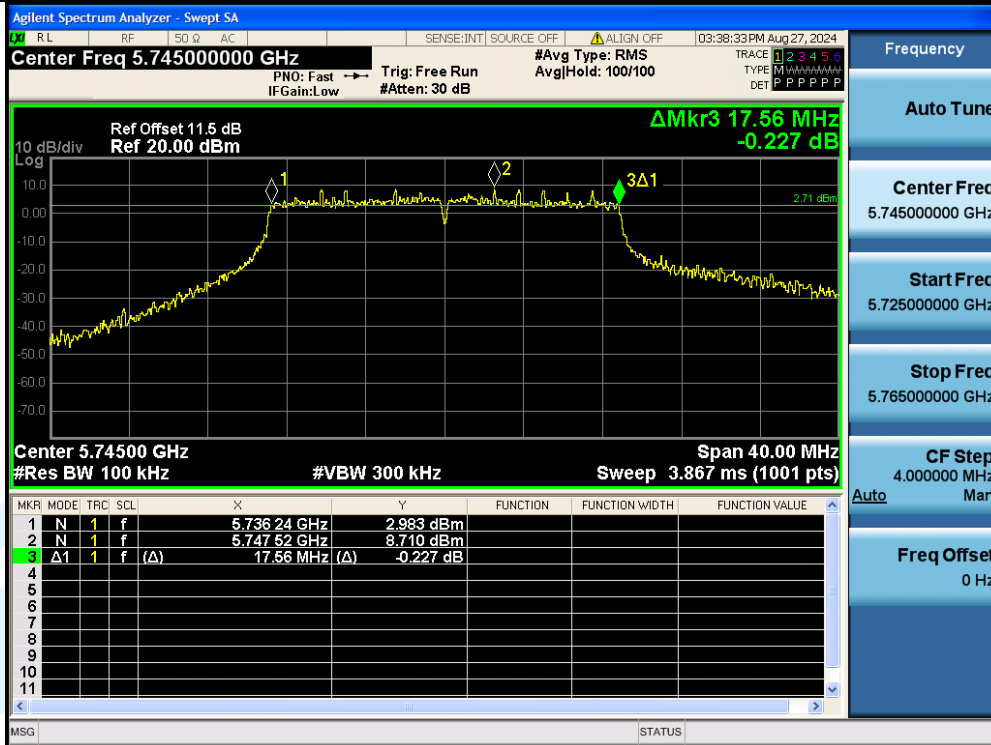 Agilent Spectrum Analyzer - Swept SA
LXI RL RF 50 Ω AC SENSE:INT SOURCE OFF ALIGN OFF 03:38:33 PM Aug 27, 2024
Center Freq 5.745000000 GHz
PNO: Fast
IFGain:Low
Trig: Free Run
#Atten: 30 dB
#Avg Type: RMS
Avg|Hold: 100/100
TRACE 1 2 3 4 5 6
TYPE M WWWWW
DET P P P P P P
Frequency
Auto Tune
Center Freq
5.745000000 GHz
Start Freq
5.725000000 GHz
Stop Freq
5.765000000 GHz
CF Step
4.000000 MHz
Auto Man
Freq Offset
0 Hz
ΔMkr3 17.56 MHz
-0.227 dB
Ref Offset 11.5 dB
10 dB/div Ref 20.00 dBm
Log
10.0
0.00
-10.0
-20.0
-30.0
-40.0
-50.0
-60.0
-70.0
1
2
3Δ1
2.71 dBm
Center 5.74500 GHz Span 40.00 MHz
#Res BW 100 kHz #VBW 300 kHz Sweep 3.867 ms (1001 pts)
MKR MODE TRC SCL X Y FUNCTION FUNCTION WIDTH FUNCTION VALUE
1 N 1 f 5.736 24 GHz 2.983 dBm
2 N 1 f 5.747 52 GHz 8.710 dBm
3 Δ1 1 f (Δ) 17.56 MHz (Δ) -0.227 dB
4
5
6
7
8
9
10
11
MSG STATUS